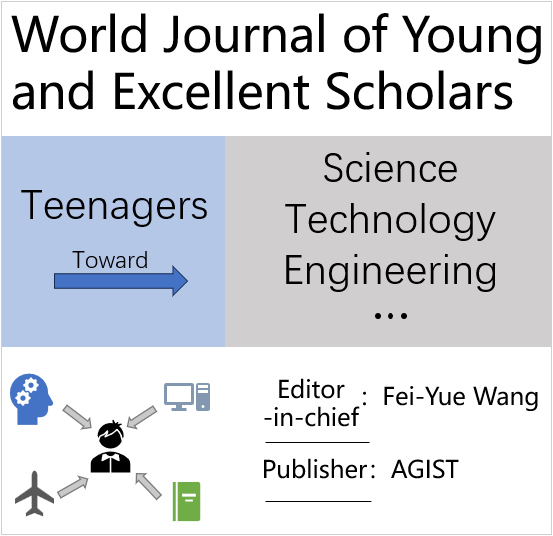 World Journal of Young
and Excellent Scholars
Teenagers
Toward
Science
Technology
Engineering
...
Editor
-in-chief： Fei-Yue Wang
Publisher： AGIST